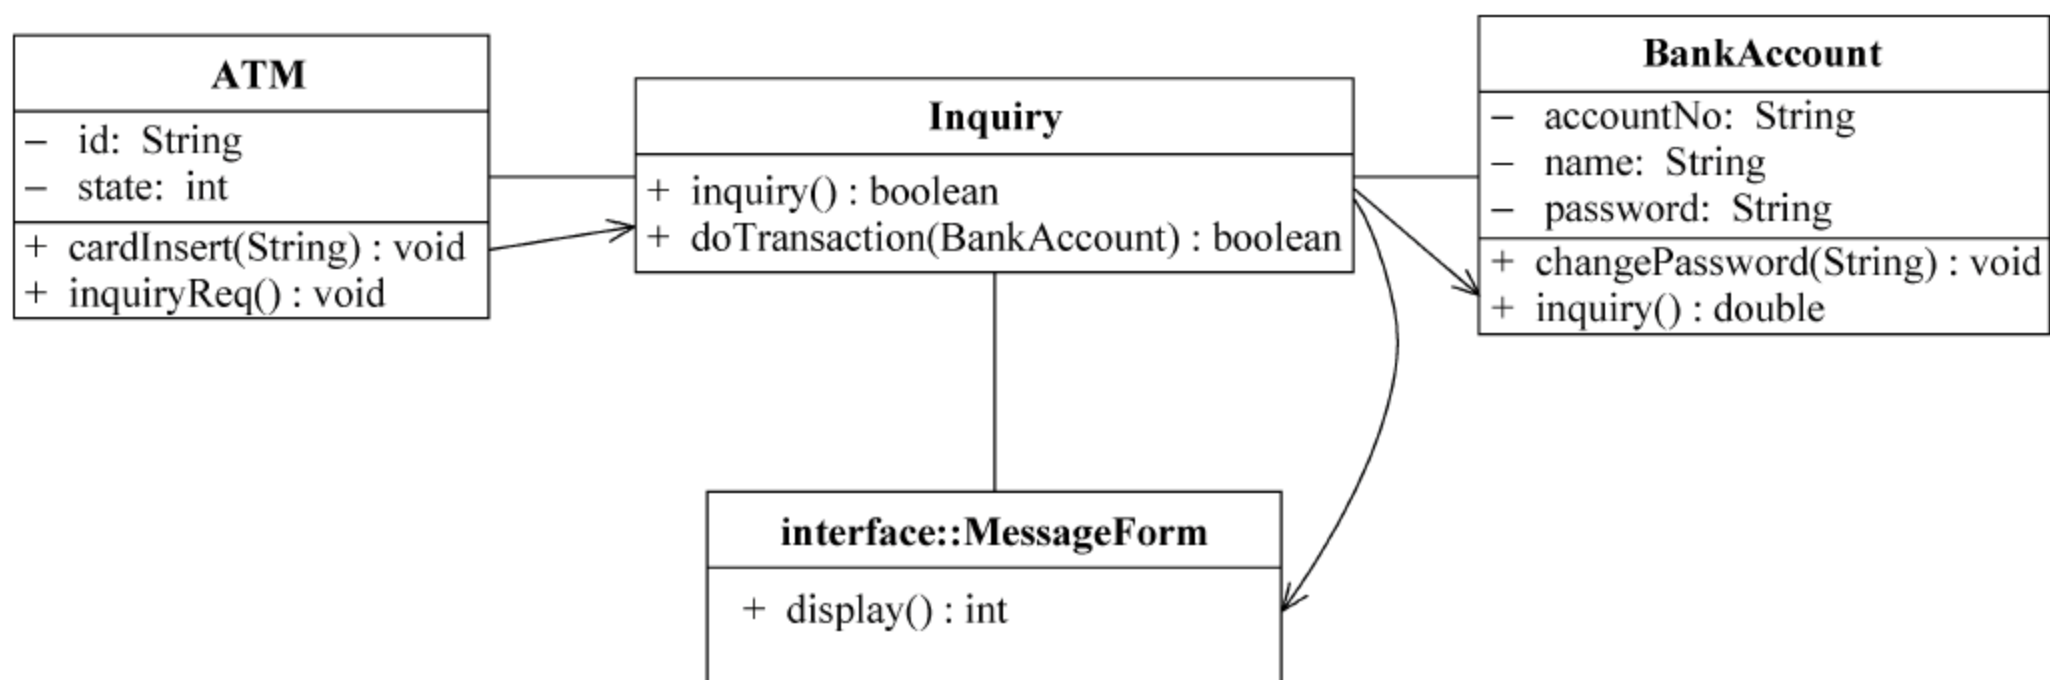 ATM
– id: String
– state: int
+ cardInsert(String) : void
+ inquiryReq() : void
Inquiry
+ inquiry() : boolean
+ doTransaction(BankAccount) : boolean
BankAccount
– accountNo: String
– name: String
– password: String
+ changePassword(String) : void
+ inquiry() : double
interface::MessageForm
+ display() : int